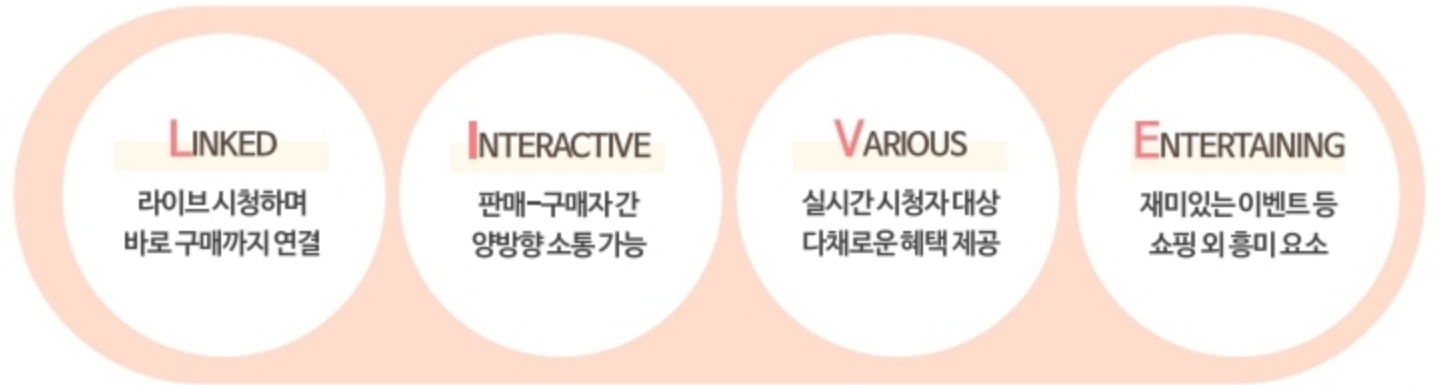 LINKED
라이브 시청하며
바로 구매까지 연결
INTERACTIVE
판매-구매자 간
양방향 소통 가능
VARIOUS
실시간 시청자 대상
다채로운 혜택 제공
ENTERTAINING
재미있는 이벤트 등
쇼핑 외 흥미 요소